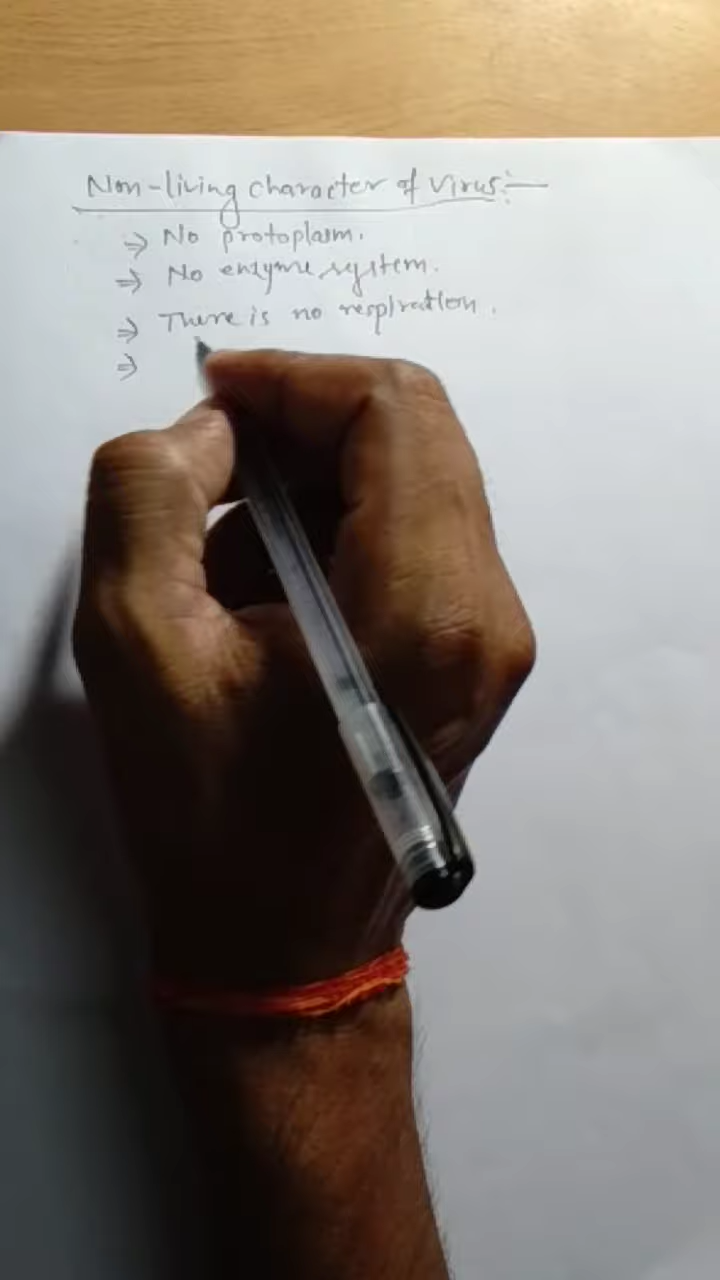 Non-living character of virus:-
⇒ No protoplasm.
⇒ No enzyme system.
⇒ There is no respiration.
⇒